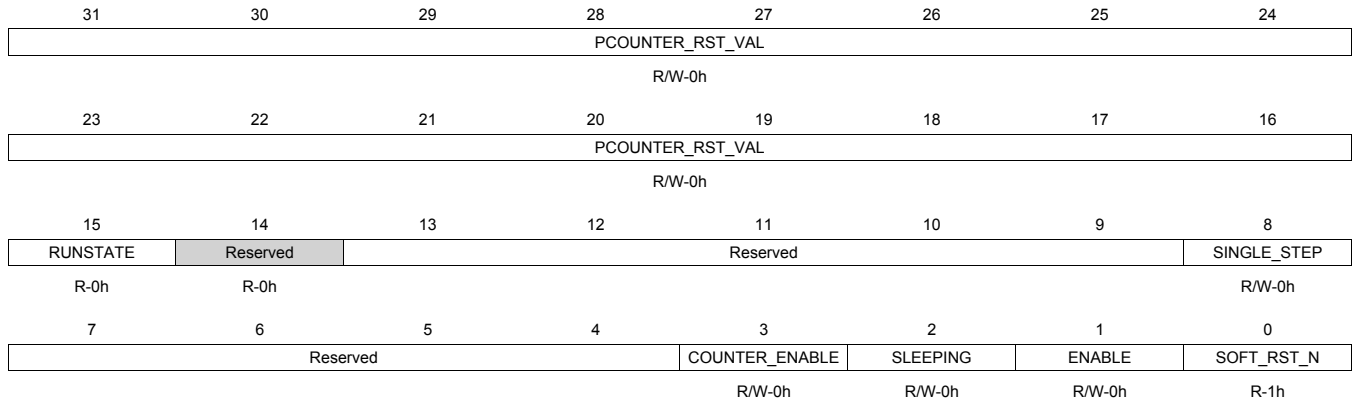 31 30 29 28 27 26 25 24
PCOUNTER_RST_VAL
R/W-0h
23 22 21 20 19 18 17 16
PCOUNTER_RST_VAL
R/W-0h
15 14 13 12 11 10 9 8
RUNSTATE Reserved Reserved SINGLE_STEP
R-0h R-0h R/W-0h
7 6 5 4 3 2 1 0
Reserved COUNTER_ENABLE SLEEPING ENABLE SOFT_RST_N
R/W-0h R/W-0h R/W-0h R-1h